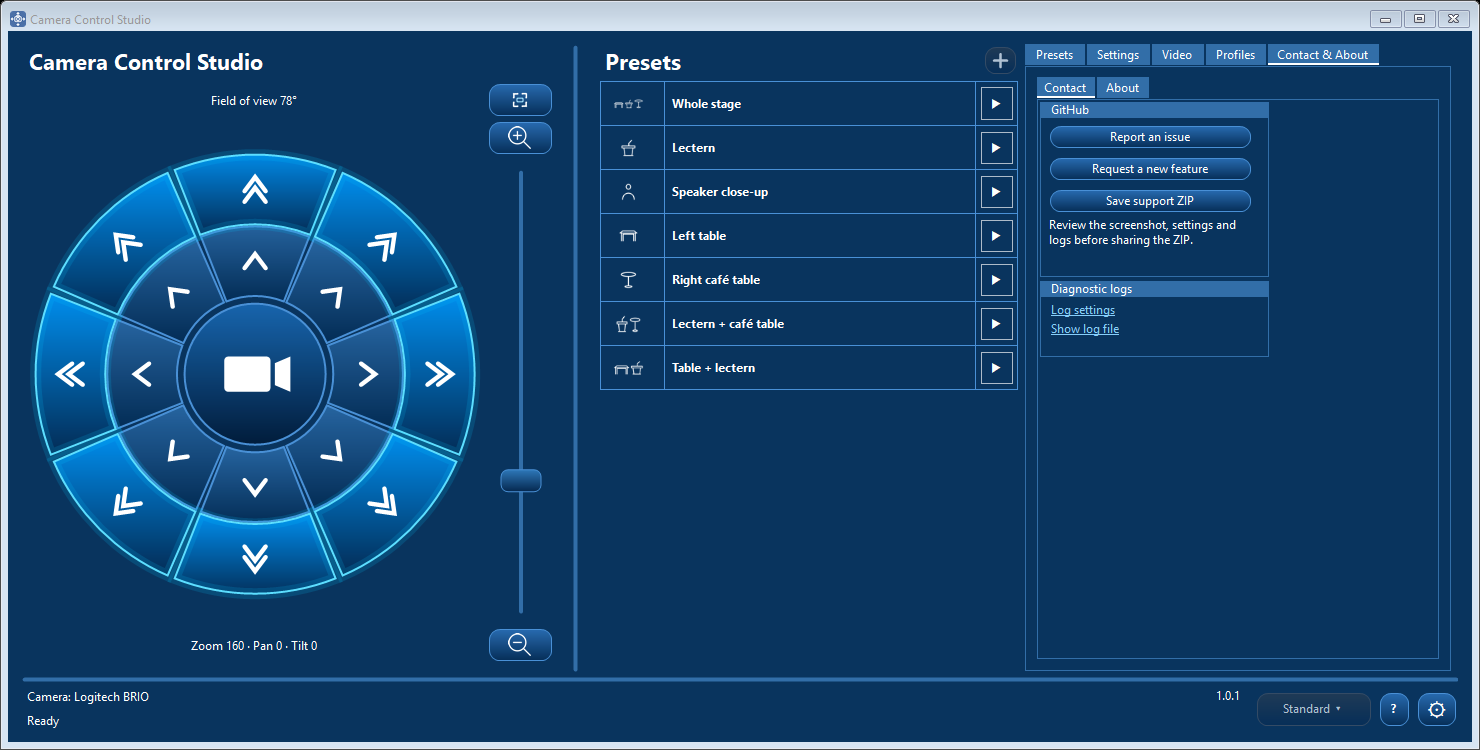 Camera Control Studio
Camera Control Studio
Field of view 78°
Zoom 160 · Pan 0 · Tilt 0
Presets
Whole stage
Lectern
Speaker close-up
Left table
Right café table
Lectern + café table
Table + lectern
Presets
Settings
Video
Profiles
Contact & About
Contact
About
GitHub
Report an issue
Request a new feature
Save support ZIP
Review the screenshot, settings and
logs before sharing the ZIP.
Diagnostic logs
Log settings
Show log file
Camera: Logitech BRIO
Ready
1.0.1
Standard
?